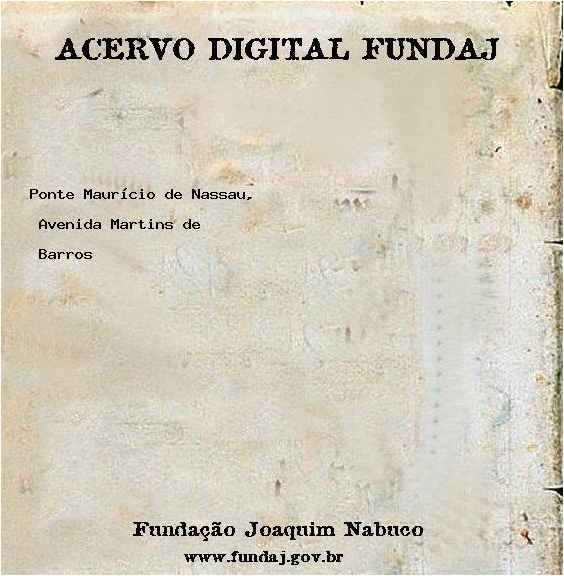 ACERVO DIGITAL FUNDAJ
Ponte Maurício de Nassau,
Avenida Martins de
Barros
Fundação Joaquim Nabuco
www.fundaj.gov.br